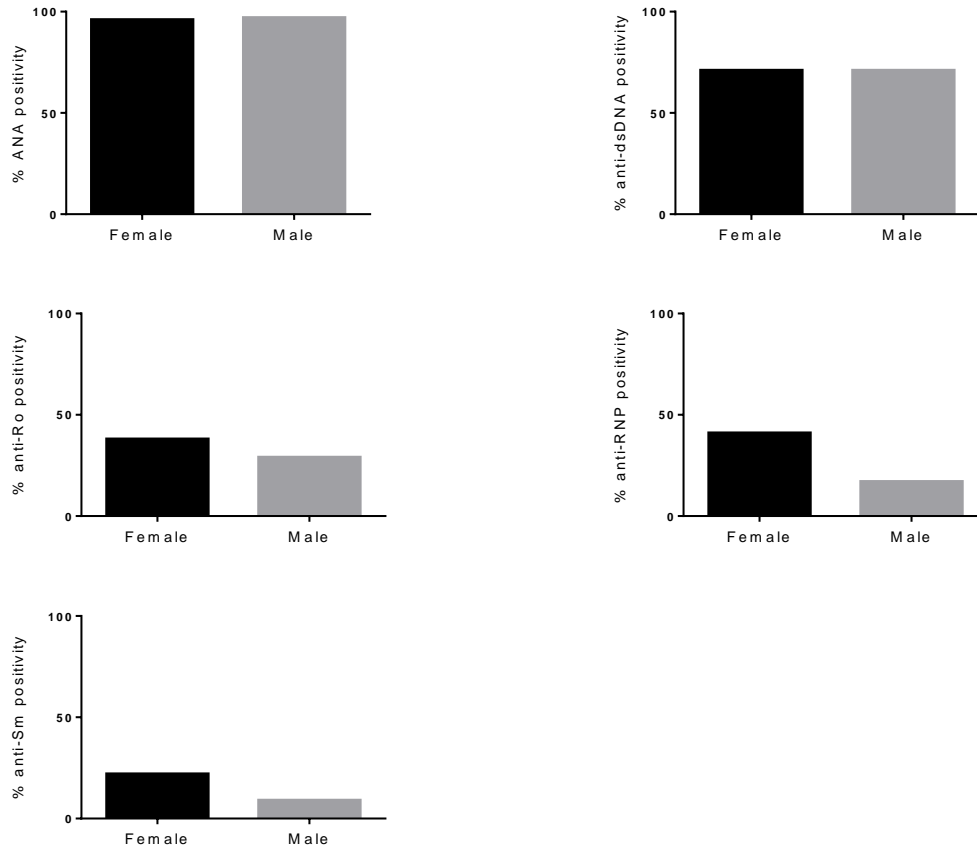 % ANA positivity
100
50
0
Female Male
% anti-dsDNA positivity
100
50
0
Female Male
% anti-Ro positivity
100
50
0
Female Male
% anti-RNP positivity
100
50
0
Female Male
% anti-Sm positivity
100
50
0
Female Male